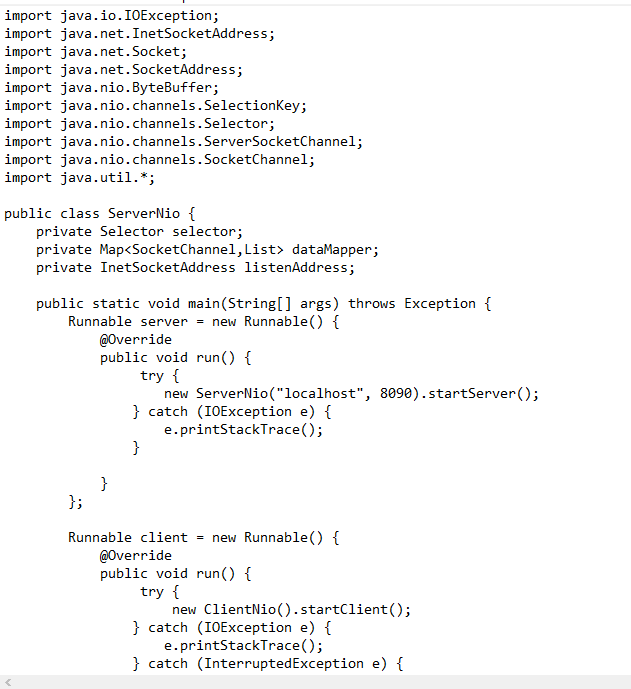 import java.io.IOException;
import java.net.InetSocketAddress;
import java.net.Socket;
import java.net.SocketAddress;
import java.nio.ByteBuffer;
import java.nio.channels.SelectionKey;
import java.nio.channels.Selector;
import java.nio.channels.ServerSocketChannel;
import java.nio.channels.SocketChannel;
import java.util.*;

public class ServerNio {
    private Selector selector;
    private Map<SocketChannel,List> dataMapper;
    private InetSocketAddress listenAddress;

    public static void main(String[] args) throws Exception {
        Runnable server = new Runnable() {
            @Override
            public void run() {
                 try {
                    new ServerNio("localhost", 8090).startServer();
                } catch (IOException e) {
                    e.printStackTrace();
                }

            }
        };

        Runnable client = new Runnable() {
            @Override
            public void run() {
                 try {
                     new ClientNio().startClient();
                } catch (IOException e) {
                    e.printStackTrace();
                } catch (InterruptedException e) {